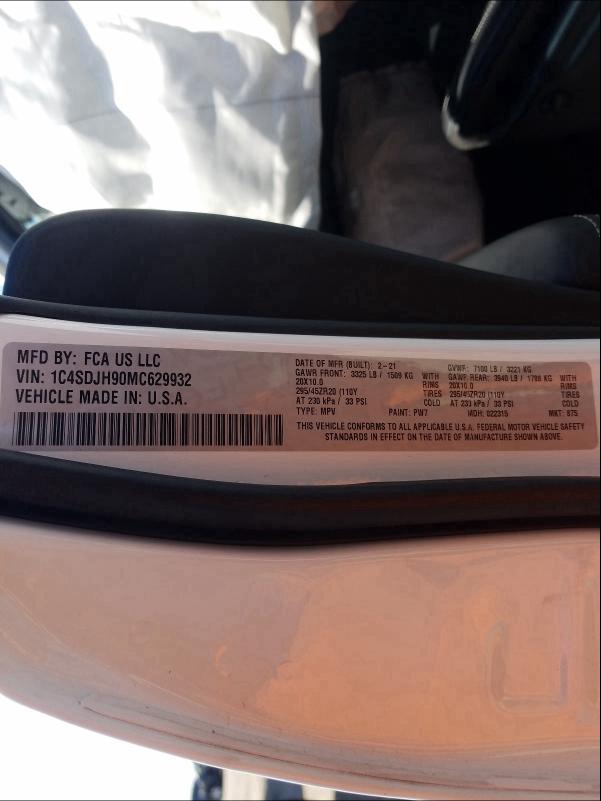 MFD BY: FCA US LLC
VIN: 1C4SDJH90MC629932
VEHICLE MADE IN: U.S.A.
DATE OF MFR (BUILT): 2-21 GVWR: 7100 LB / 3221 KG
GAWR FRONT: 3325 LB / 1509 KG WITH GAWR REAR: 3940 LB / 1788 KG WITH
20X10.0 RIMS 20X10.0 RIMS
295/45ZR20 (110Y TIRES 295/45ZR20 (110Y TIRES
AT 230 kPa / 33 PSI COLD AT 230 kPa / 33 PSI COLD
TYPE: MPV PAINT: PW7 MDH: 022315 MKT: 875
THIS VEHICLE CONFORMS TO ALL APPLICABLE U.S.A. FEDERAL MOTOR VEHICLE SAFETY
STANDARDS IN EFFECT ON THE DATE OF MANUFACTURE SHOWN ABOVE.